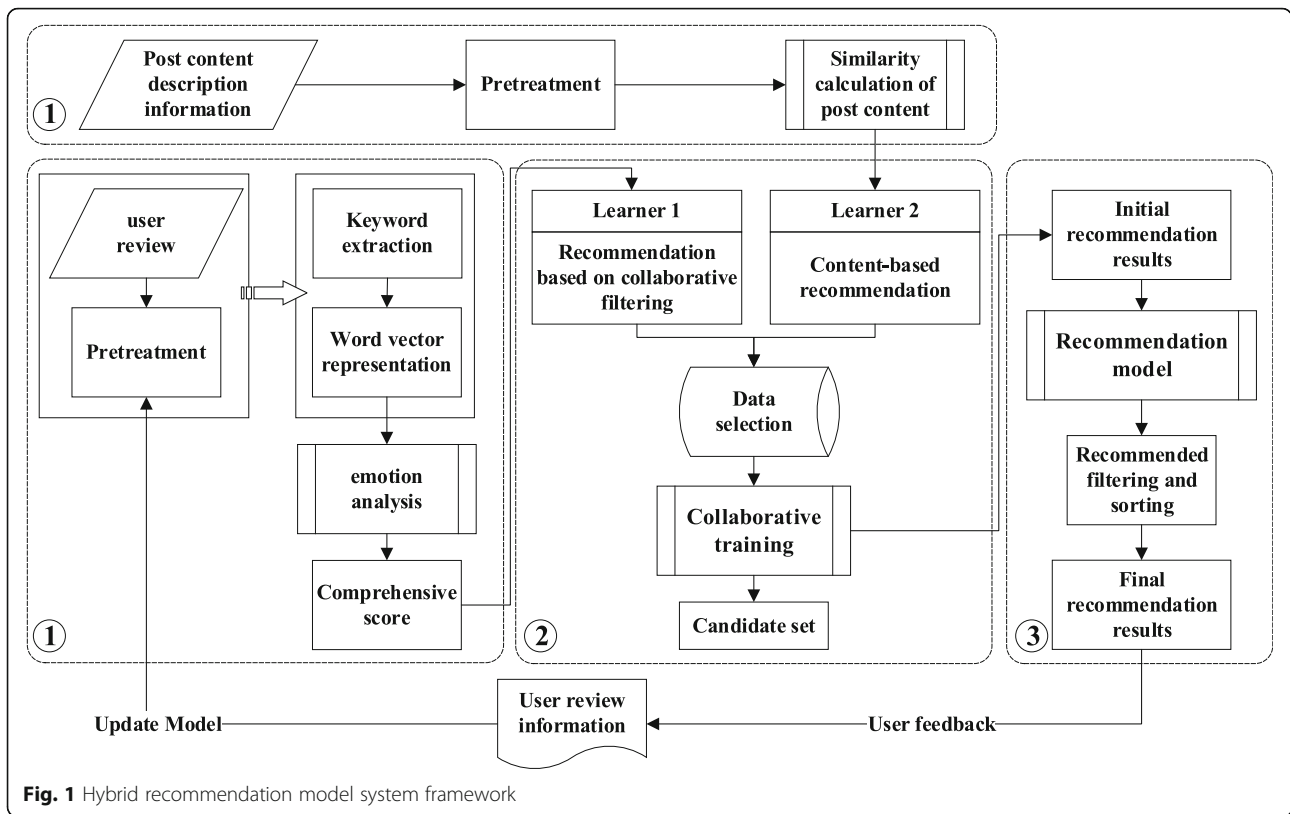 Post content
description
information
Pretreatment
Similarity
calculation of
post content
1
user
review
Pretreatment
Keyword
extraction
Word vector
representation
emotion
analysis
Comprehensive
score
1
Learner 1
Recommendation
based on collaborative
filtering
Learner 2
Content-based
recommendation
Data
selection
Collaborative
training
Candidate set
2
Initial
recommendation
results
Recommendation
model
Recommended
filtering and
sorting
Final
recommendation
results
3
Update Model
User review
information
User feedback
Fig. 1 Hybrid recommendation model system framework